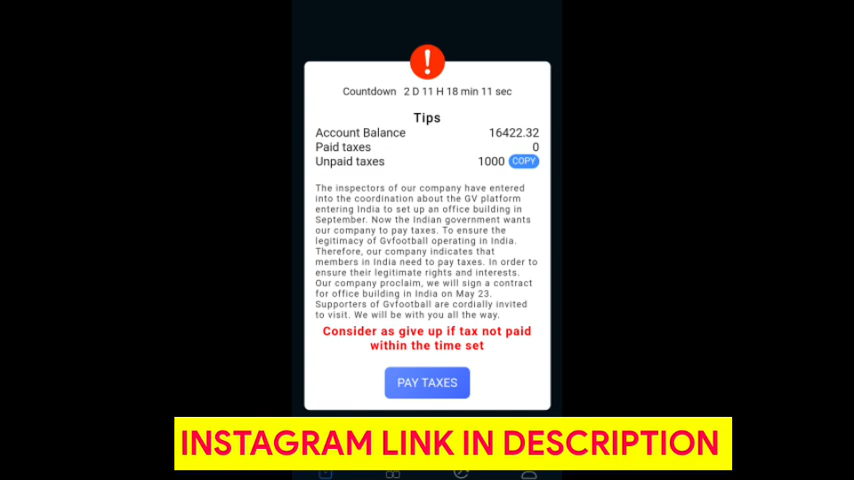 !
Countdown 2 D 11 H 18 min 11 sec
Tips
Account Balance 16422.32
Paid taxes 0
Unpaid taxes 1000 COPY
The inspectors of our company have entered
into the coordination about the GV platform
entering India to set up an office building in
September. Now the Indian government wants
our company to pay taxes. To ensure the
legitimacy of Gvfootball operating in India.
Therefore, our company indicates that
members in India need to pay taxes. In order to
ensure their legitimate rights and interests.
Our company proclaim, we will sign a contract
for office building in India on May 23.
Supporters of Gvfootball are cordially invited
to visit. We will be with you all the way.
Consider as give up if tax not paid
within the time set
PAY TAXES
INSTAGRAM LINK IN DESCRIPTION